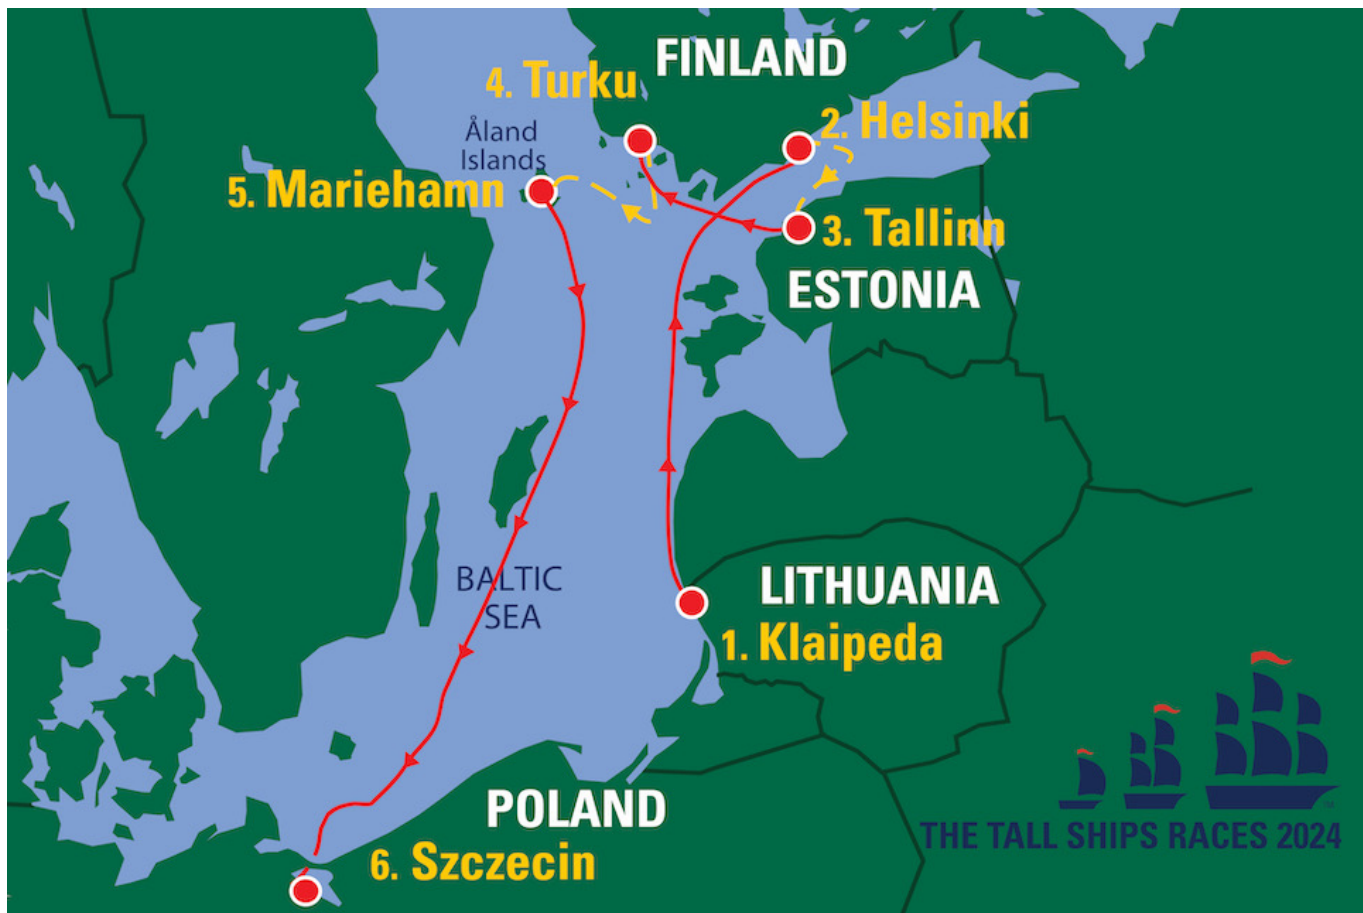 FINLAND
4. Turku
2. Helsinki
Åland
Islands
5. Mariehamn
3. Tallinn
ESTONIA
BALTIC
SEA
LITHUANIA
1. Klaipeda
POLAND
6. Szczecin
THE TALL SHIPS RACES 2024